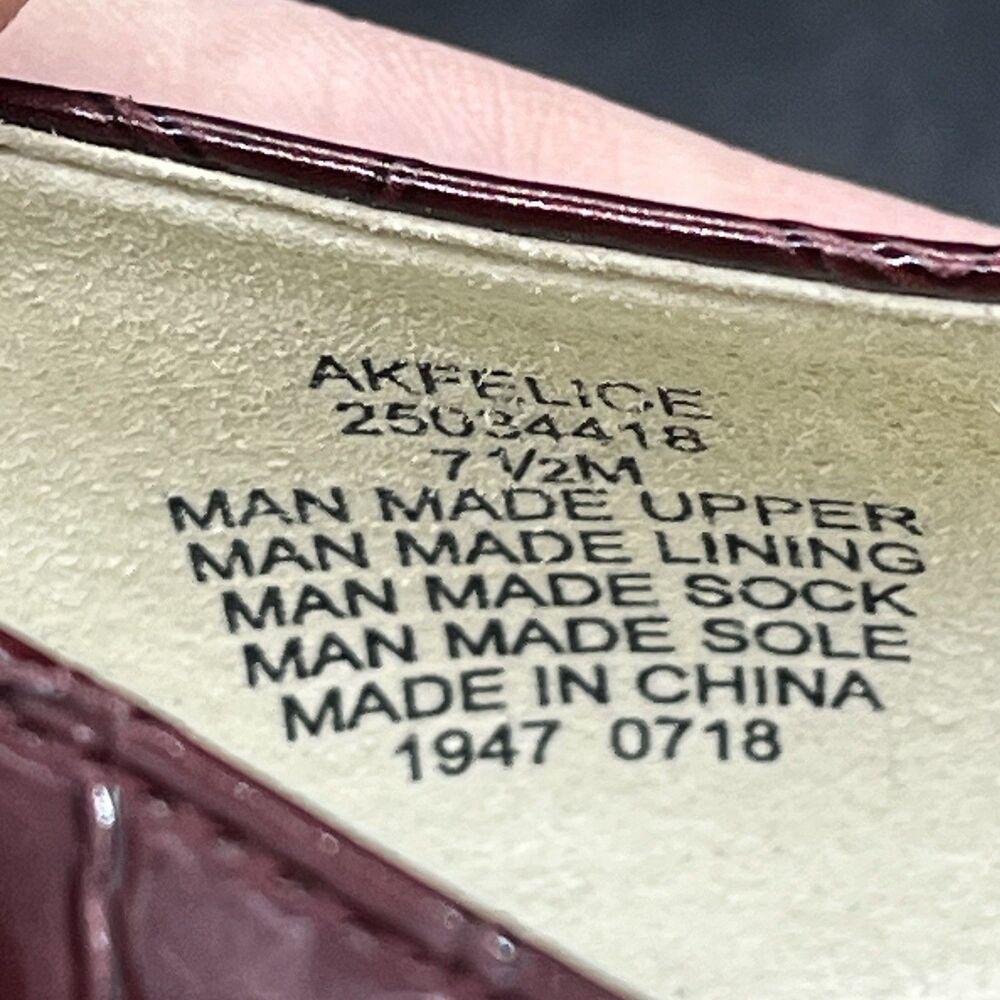 AKFELICE
25034418
7 1/2M
MAN MADE UPPER
MAN MADE LINING
MAN MADE SOCK
MAN MADE SOLE
MADE IN CHINA
1947 0718